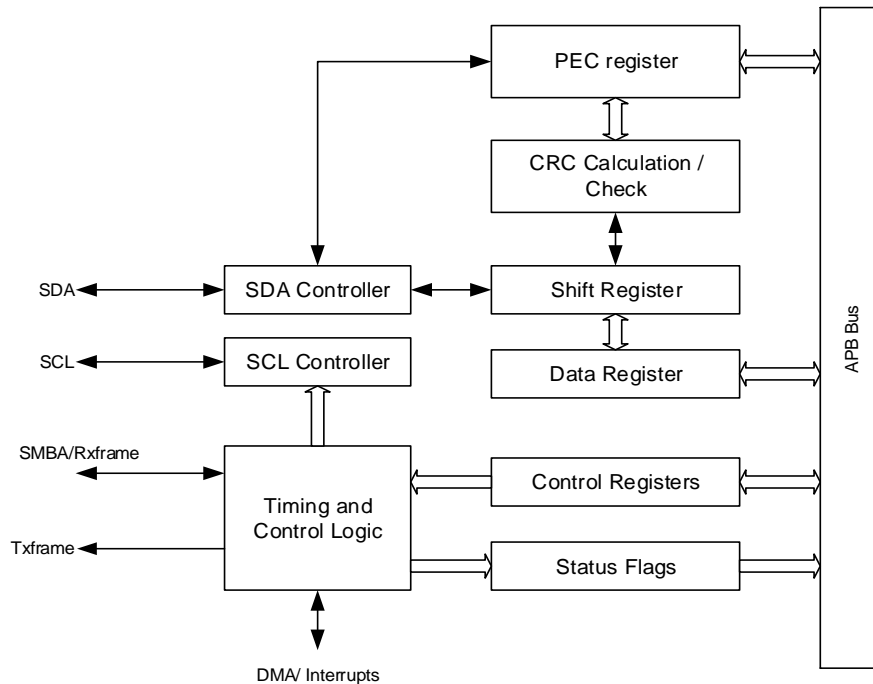 PEC register
CRC Calculation /
Check
SDA
SDA Controller
Shift Register
SCL
SCL Controller
Data Register
APB Bus
SMBA/Rxframe
Timing and
Control Logic
Control Registers
Txframe
Status Flags
DMA/ Interrupts